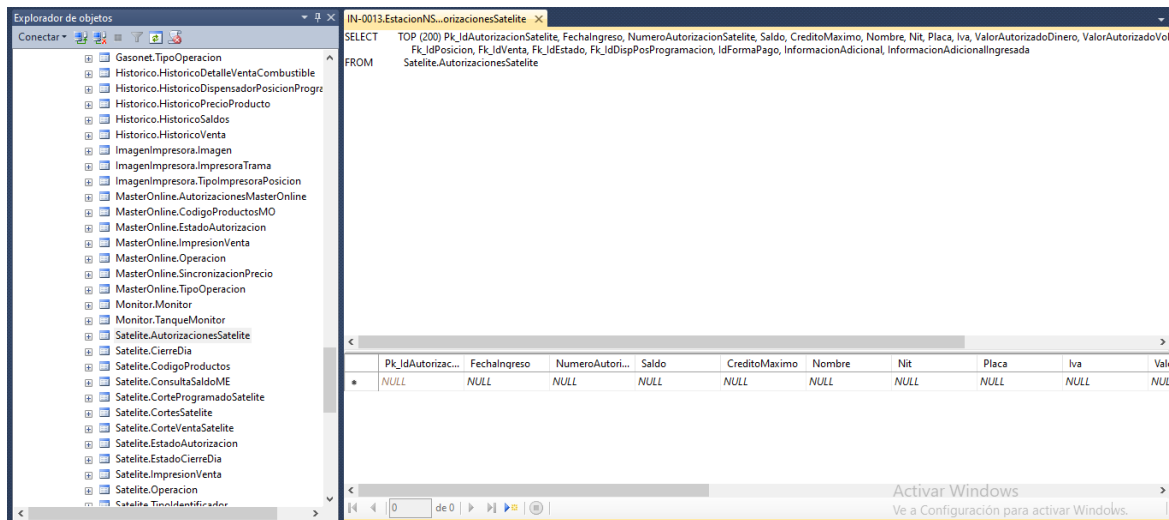 Explorador de objetos
Conectar
Gasonet.TipoOperacion
Historico.HistoricoDetalleVentaCombustible
Historico.HistoricoDispensadorPosicionProgra
Historico.HistoricoPrecioProducto
Historico.HistoricoSaldos
Historico.HistoricoVenta
ImagenImpresora.Imagen
ImagenImpresora.ImpresoraTrama
ImagenImpresora.TipoImpresoraPosicion
MasterOnline.AutorizacionesMasterOnline
MasterOnline.CodigoProductosMO
MasterOnline.EstadoAutorizacion
MasterOnline.ImpresionVenta
MasterOnline.Operacion
MasterOnline.SincronizacionPrecio
MasterOnline.TipoOperacion
Monitor.Monitor
Monitor.TanqueMonitor
Satelite.AutorizacionesSatelite
Satelite.CierreDia
Satelite.CodigoProductos
Satelite.ConsultaSaldoME
Satelite.CorteProgramadoSatelite
Satelite.CortesSatelite
Satelite.CorteVentaSatelite
Satelite.EstadoAutorizacion
Satelite.EstadoCierreDia
Satelite.ImpresionVenta
Satelite.Operacion
Satelite.TipoIdentificador
IN-0013.EstacionNS...orizacionesSatelite
SELECT TOP (200) Pk_IdAutorizacionSatelite, FechaIngreso, NumeroAutorizacionSatelite, Saldo, CreditoMaximo, Nombre, Nit, Placa, Iva, ValorAutorizadoDinero, ValorAutorizadoVol
Fk_IdPosicion, Fk_IdVenta, Fk_IdEstado, Fk_IdDispPosProgramacion, IdFormaPago, InformacionAdicional, InformacionAdicionalIngresada
FROM Satelite.AutorizacionesSatelite
Pk_IdAutorizac... FechaIngreso NumeroAutori... Saldo CreditoMaximo Nombre Nit Placa Iva Val
NULL NULL NULL NULL NULL NULL NULL NULL NULL NUL
0 de 0
Activar Windows
Ve a Configuración para activar Windows.